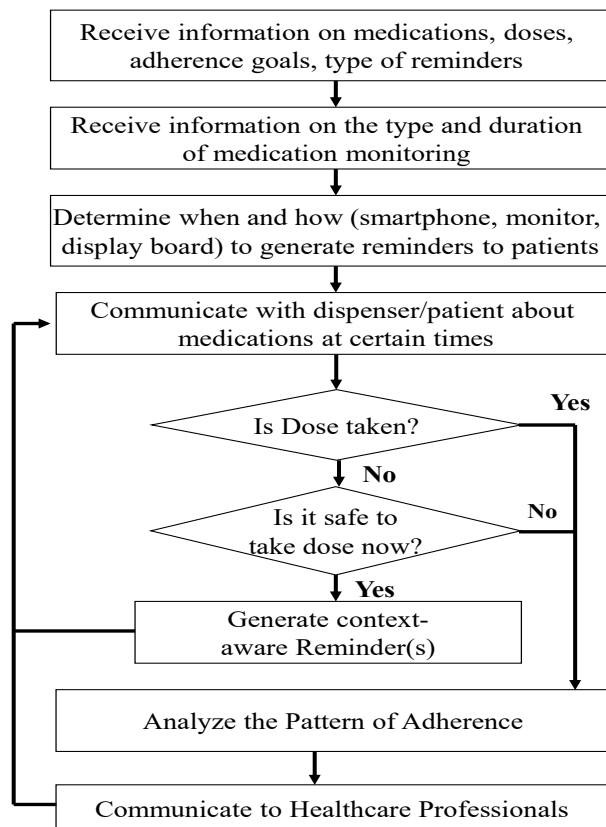 Receive information on medications, doses,
adherence goals, type of reminders
Receive information on the type and duration
of medication monitoring
Determine when and how (smartphone, monitor,
display board) to generate reminders to patients
Communicate with dispenser/patient about
medications at certain times
Yes
Is Dose taken?
No
Is it safe to
take dose now?
No
Yes
Generate context-
aware Reminder(s)
Analyze the Pattern of Adherence
Communicate to Healthcare Professionals